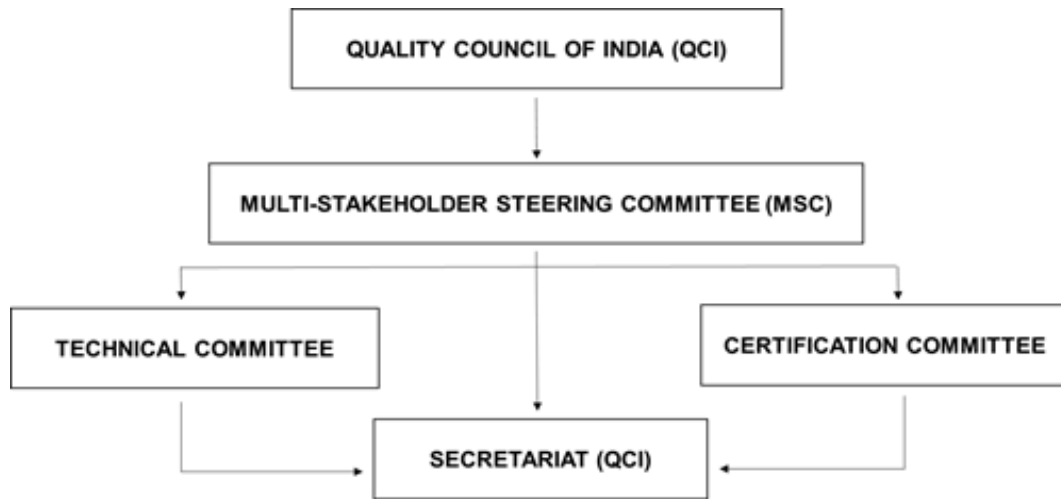 QUALITY COUNCIL OF INDIA (QCI)
MULTI-STAKEHOLDER STEERING COMMITTEE (MSC)
TECHNICAL COMMITTEE
CERTIFICATION COMMITTEE
SECRETARIAT (QCI)